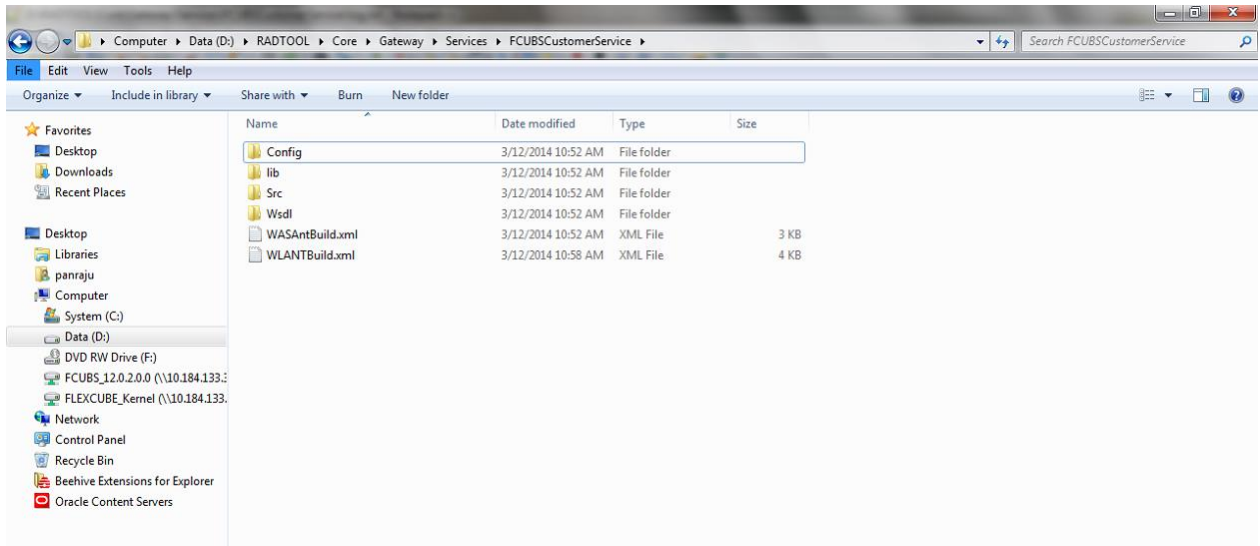 Computer ▸ Data (D:) ▸ RADTOOL ▸ Core ▸ Gateway ▸ Services ▸ FCUBSCustomerService ▸ Search FCUBSCustomerService
File Edit View Tools Help
Organize Include in library Share with Burn New folder
Name Date modified Type Size
Config 3/12/2014 10:52 AM File folder
lib 3/12/2014 10:52 AM File folder
Src 3/12/2014 10:52 AM File folder
Wsdl 3/12/2014 10:52 AM File folder
WASAntBuild.xml 3/12/2014 10:52 AM XML File 3 KB
WLANTBuild.xml 3/12/2014 10:58 AM XML File 4 KB
Favorites
Desktop
Downloads
Recent Places
Desktop
Libraries
panraju
Computer
System (C:)
Data (D:)
DVD RW Drive (F:)
FCUBS_12.0.2.0.0 (\\10.184.133.3
FLEXCUBE_Kernel (\\10.184.133.
Network
Control Panel
Recycle Bin
Beehive Extensions for Explorer
Oracle Content Servers